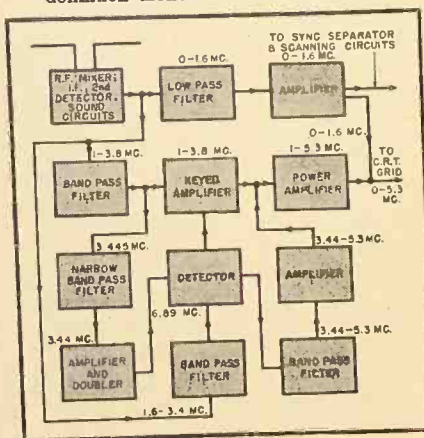 TO SYNC SEPARATOR
& SCANNING CIRCUITS
0-1.6 MC.
R.F. MIXER;
I.F.; 2nd
DETECTOR;
SOUND
CIRCUITS
0-1.6 MC.
LOW PASS
FILTER
AMPLIFIER
0-1.6 MC.
TO
C.R.T.
GRID
0-5.3
MC.
1-3.8 MC.
BAND PASS
FILTER
1-3.8 MC.
KEYED
AMPLIFIER
1-5.3 MC.
POWER
AMPLIFIER
3.445 MC.
NARROW
BAND PASS
FILTER
DETECTOR
AMPLIFIER
6.89 MC.
3.44-5.3 MC.
3.44 MC.
AMPLIFIER
AND
DOUBLER
BAND PASS
FILTER
BAND PASS
FICTER
3.44-5.3 MC.
1.6-3.4 MC.